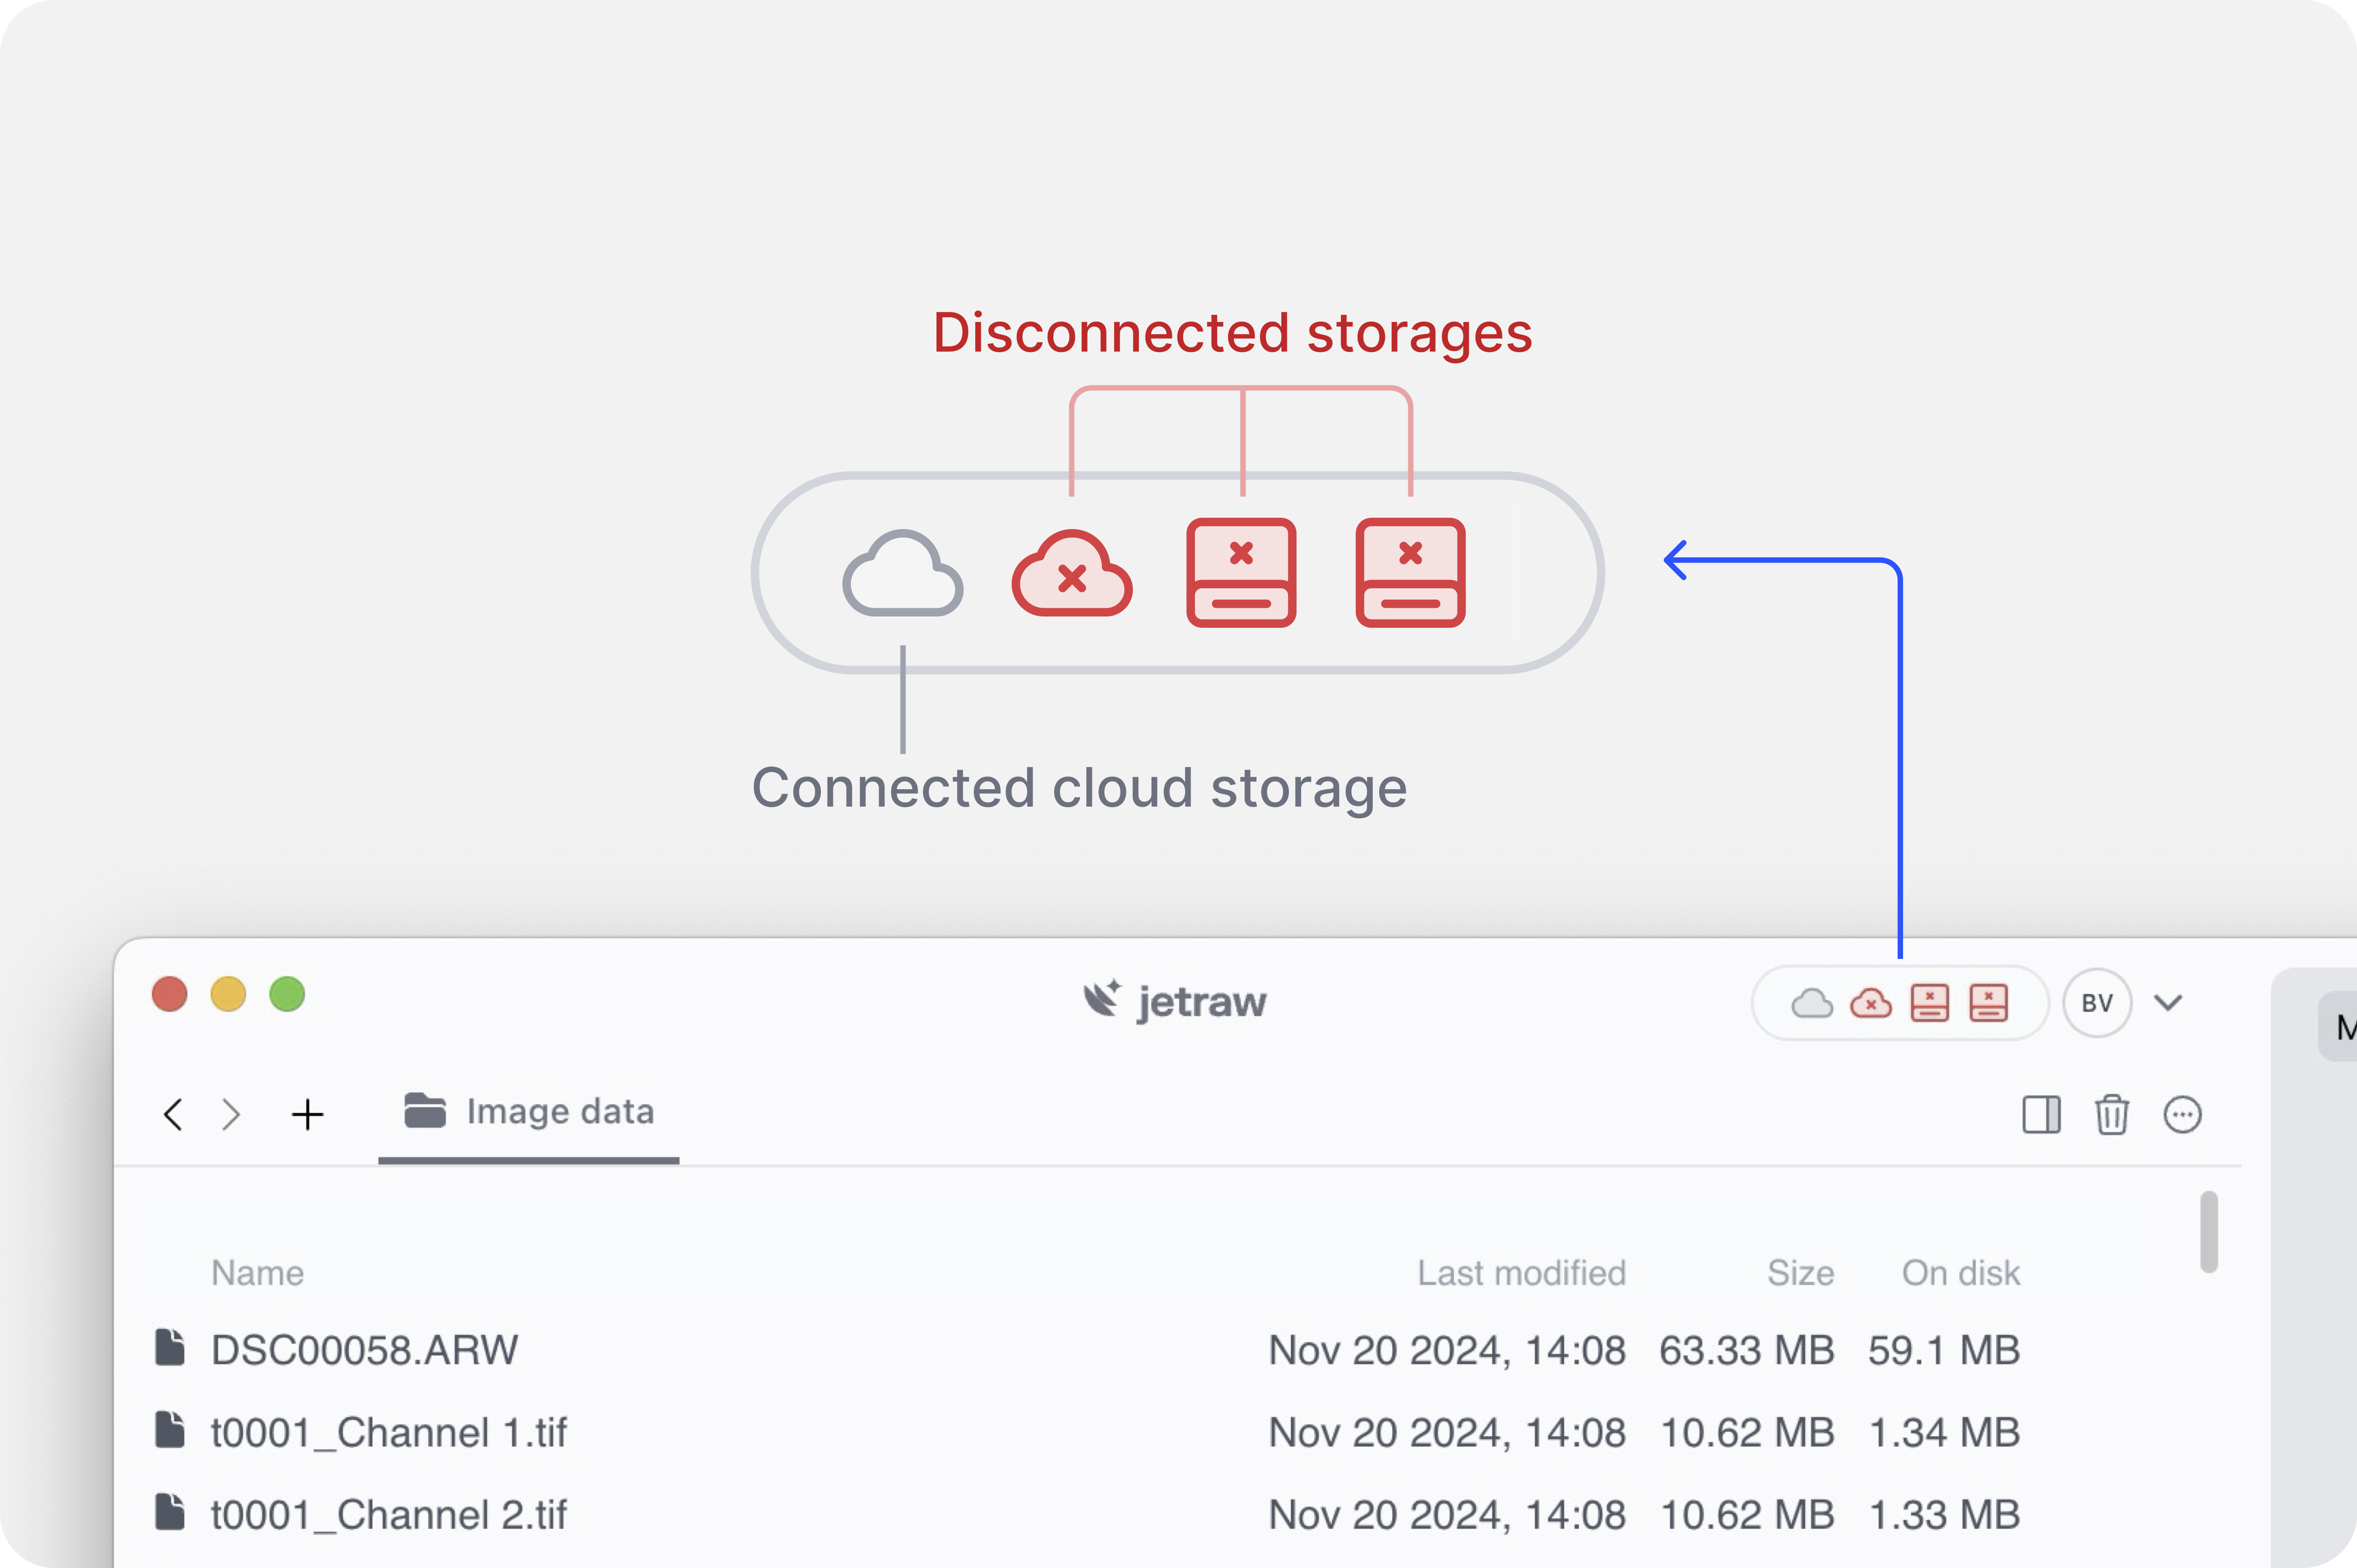 Disconnected storages
Connected cloud storage
jetraw
BV
Image data
Name Last modified Size On disk
DSC00058.ARW Nov 20 2024, 14:08 63.33 MB 59.1 MB
t0001_Channel 1.tif Nov 20 2024, 14:08 10.62 MB 1.34 MB
t0001_Channel 2.tif Nov 20 2024, 14:08 10.62 MB 1.33 MB